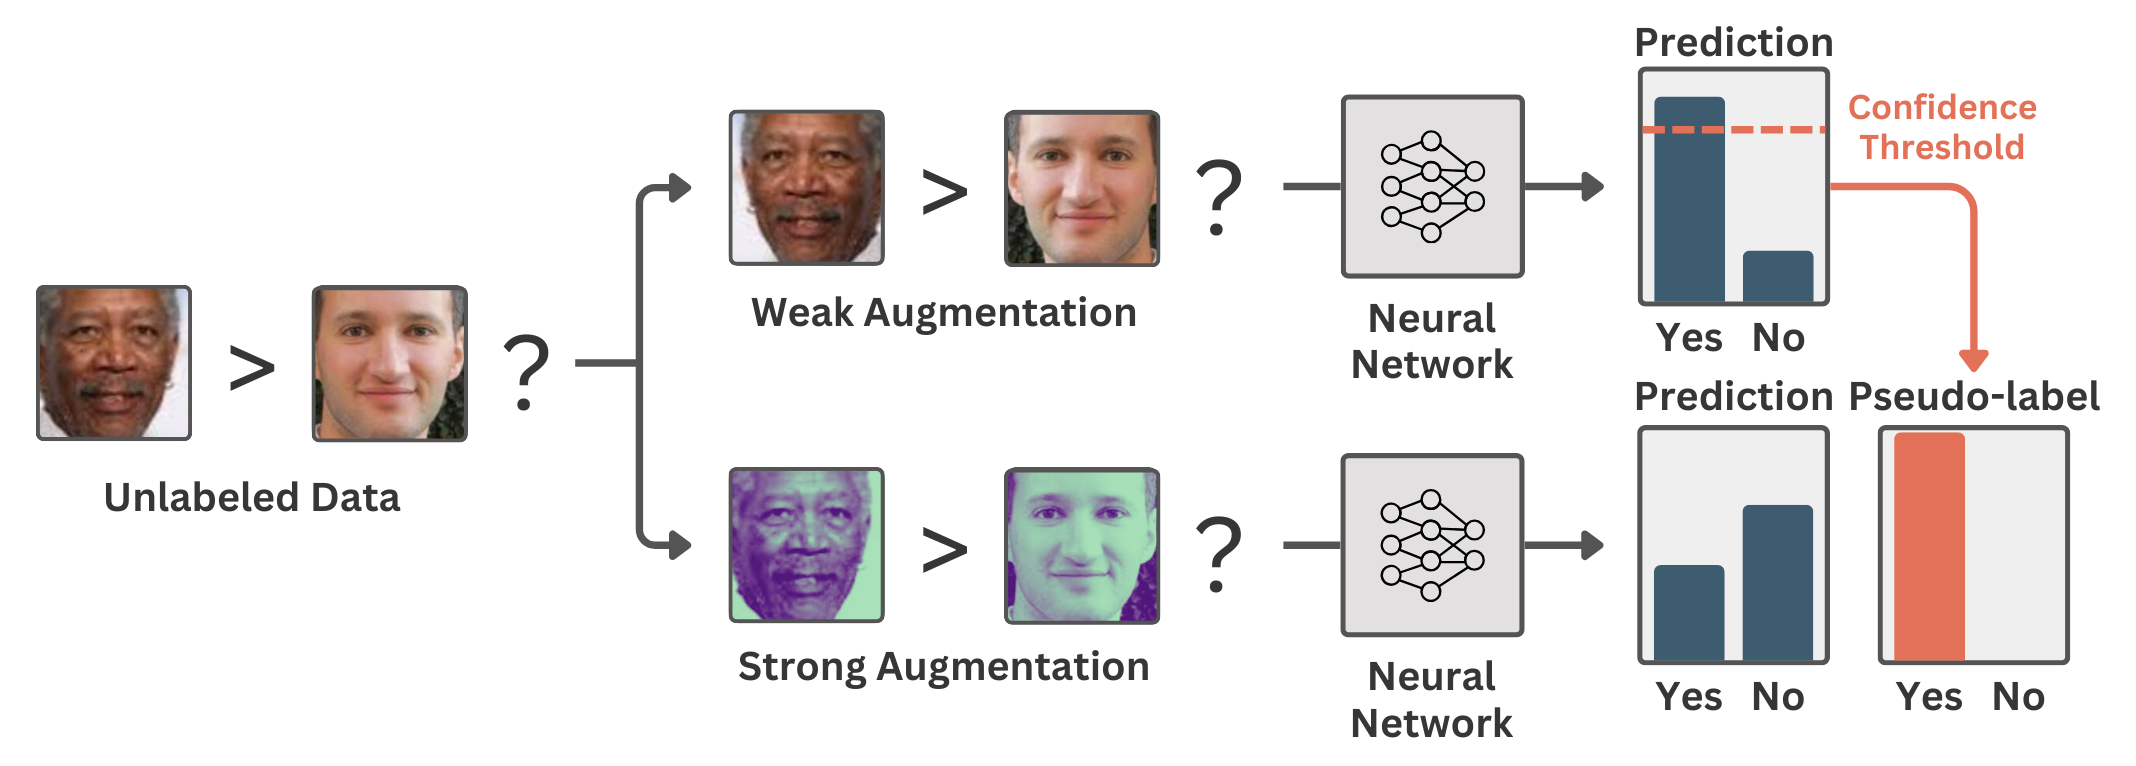 Prediction
Confidence
Threshold
> ?
Weak Augmentation
Neural
Network
Yes No
> ?
Unlabeled Data
Prediction Pseudo-label
> ?
Strong Augmentation
Neural
Network
Yes No
Yes No